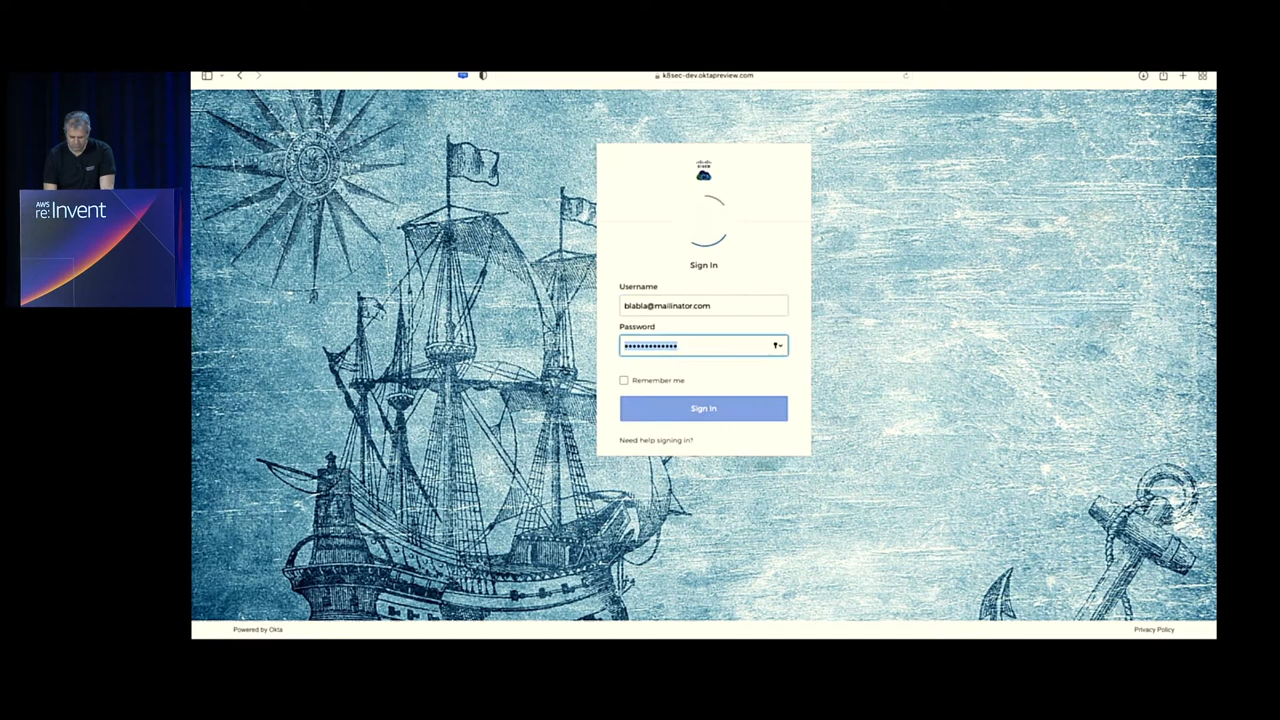 k8sec-dev.oktapreview.com
CISCO
AWS
re:Invent
Sign In
Username
blabla@mailinator.com
Password
•••••••••••••
Remember me
Sign In
Need help signing in?
Powered by Okta
Privacy Policy